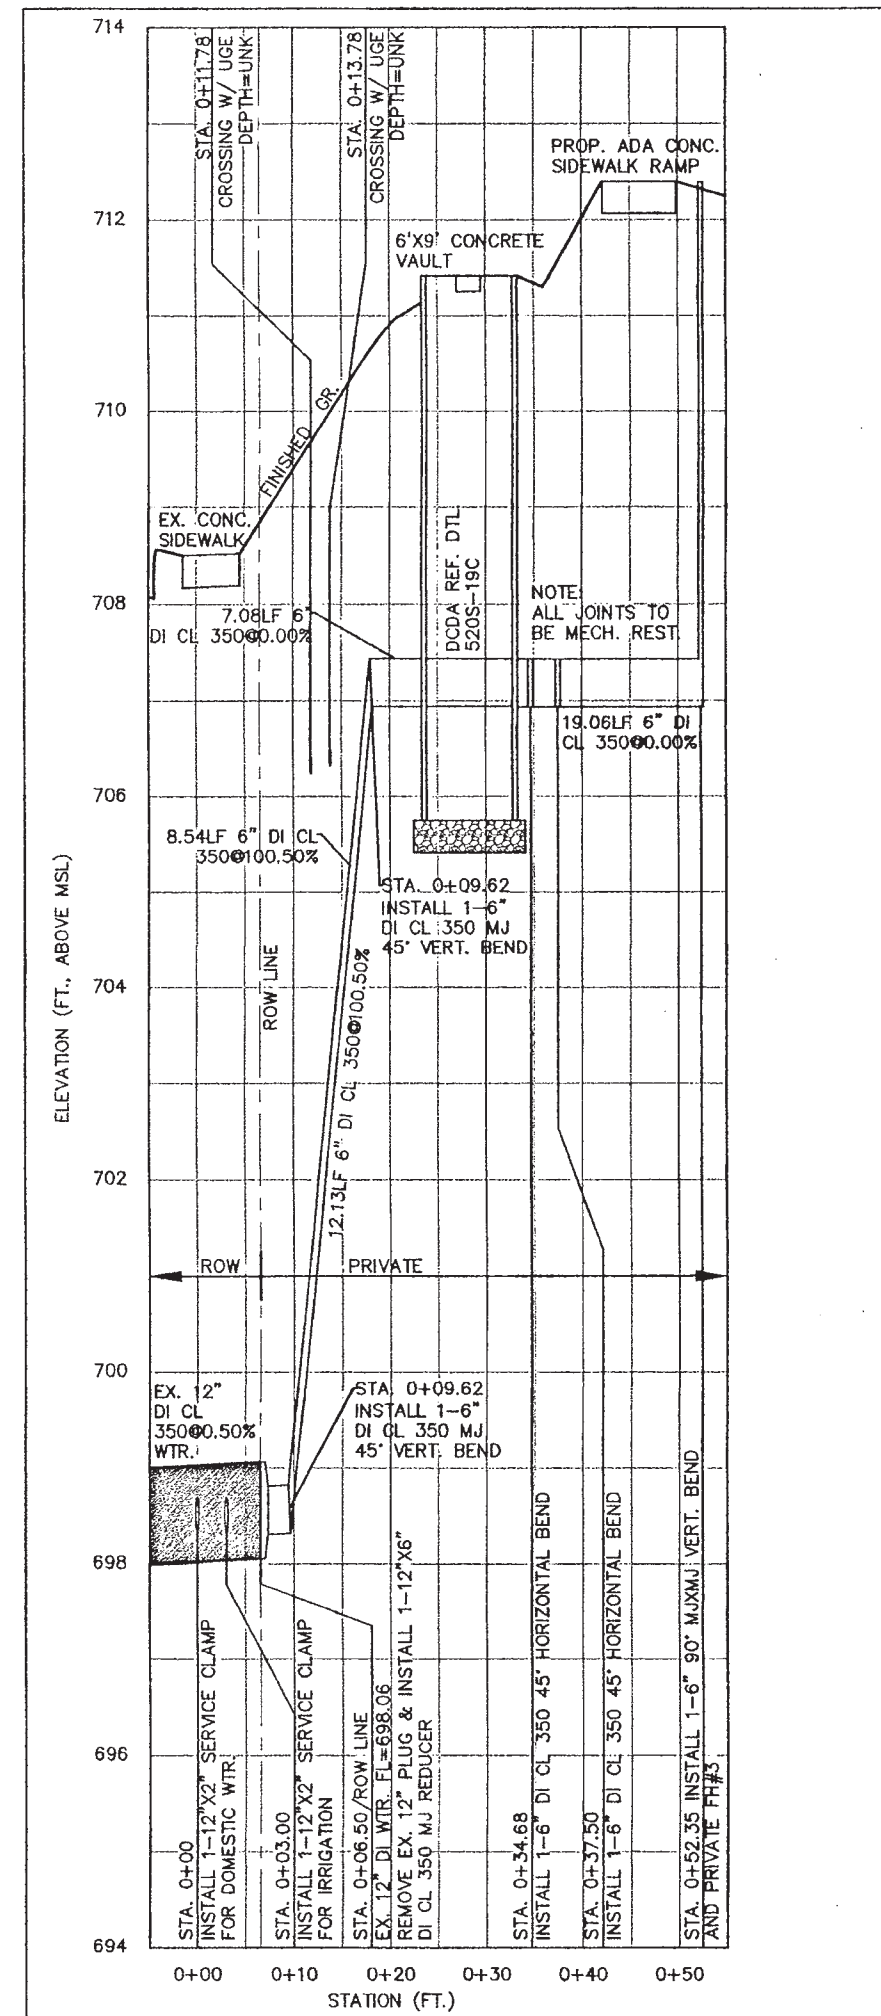 714
712
710
708
706
704
702
700
698
696
694
ELEVATION (FT., ABOVE MSL)
STA. 0+11.78
CROSSING W/ UGE
DEPTH=UNK
STA. 0+13.78
CROSSING W/ UGE
DEPTH=UNK
PROP. ADA CONC.
SIDEWALK RAMP
6'X9' CONCRETE
VAULT
FINISHED GR.
EX. CONC.
SIDEWALK
DCDA REF. DTL.
520S-19C
NOTE:
ALL JOINTS TO
BE MECH. REST.
7.08LF 6"
DI CL 350@0.00%
19.06LF 6" DI
CL 350@0.00%
8.54LF 6" DI CL
350@100.50%
STA. 0+09.62
INSTALL 1-6"
DI CL 350 MJ
45° VERT. BEND
ROW LINE
12.13LF 6" DI CL 350@100.50%
ROW
PRIVATE
EX. 12"
DI CL
350@0.50%
WTR.
STA. 0+09.62
INSTALL 1-6"
DI CL 350 MJ
45° VERT. BEND
STA. 0+00
INSTALL 1-12"X2" SERVICE CLAMP
FOR DOMESTIC WTR.
STA. 0+03.00
INSTALL 1-12"X2" SERVICE CLAMP
FOR IRRIGATION
STA. 0+06.50/ROW LINE
EX. 12" DI WTR. FL=698.06
REMOVE EX. 12" PLUG & INSTALL 1-12"X6"
DI CL 350 MJ REDUCER
STA. 0+34.68
INSTALL 1-6" DI CL 350 45° HORIZONTAL BEND
STA. 0+37.50
INSTALL 1-6" DI CL 350 45° HORIZONTAL BEND
STA. 0+52.35 INSTALL 1-6" 90° MJXMJ VERT. BEND
AND PRIVATE FH#3
0+00 0+10 0+20 0+30 0+40 0+50
STATION (FT.)